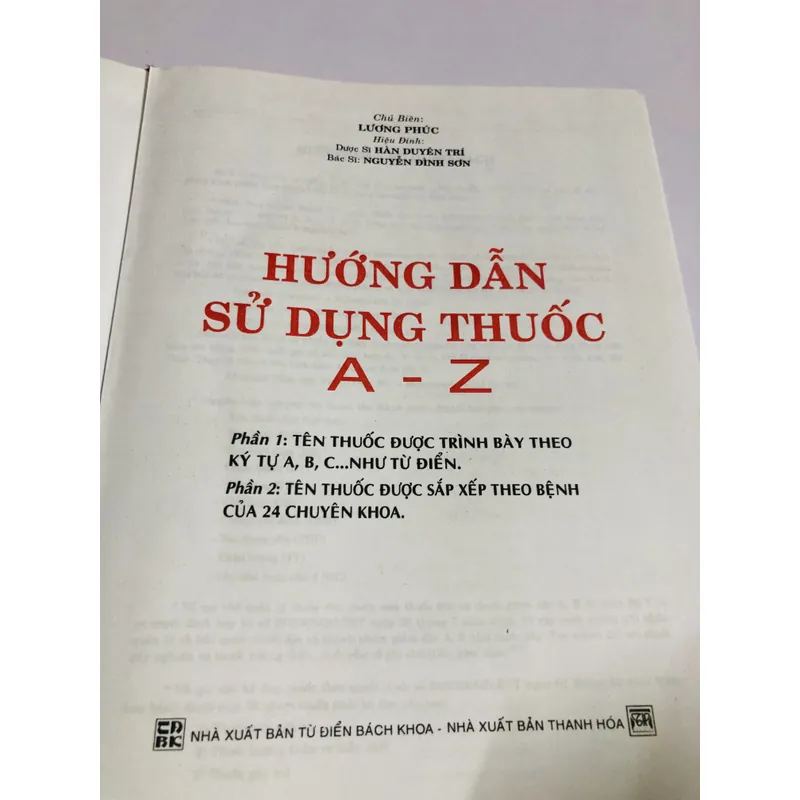 Chủ Biên:
LƯƠNG PHÚC
Hiệu Đính:
Dược Sĩ HÀN DUYÊN TRÍ
Bác Sĩ: NGUYỄN ĐÌNH SƠN
HƯỚNG DẪN
SỬ DỤNG THUỐC
A - Z
Phần 1: TÊN THUỐC ĐƯỢC TRÌNH BÀY THEO
KÝ TỰ A, B, C...NHƯ TỪ ĐIỂN.
Phần 2: TÊN THUỐC ĐƯỢC SẮP XẾP THEO BỆNH
CỦA 24 CHUYÊN KHOA.
NHÀ XUẤT BẢN TỪ ĐIỂN BÁCH KHOA - NHÀ XUẤT BẢN THANH HÓA